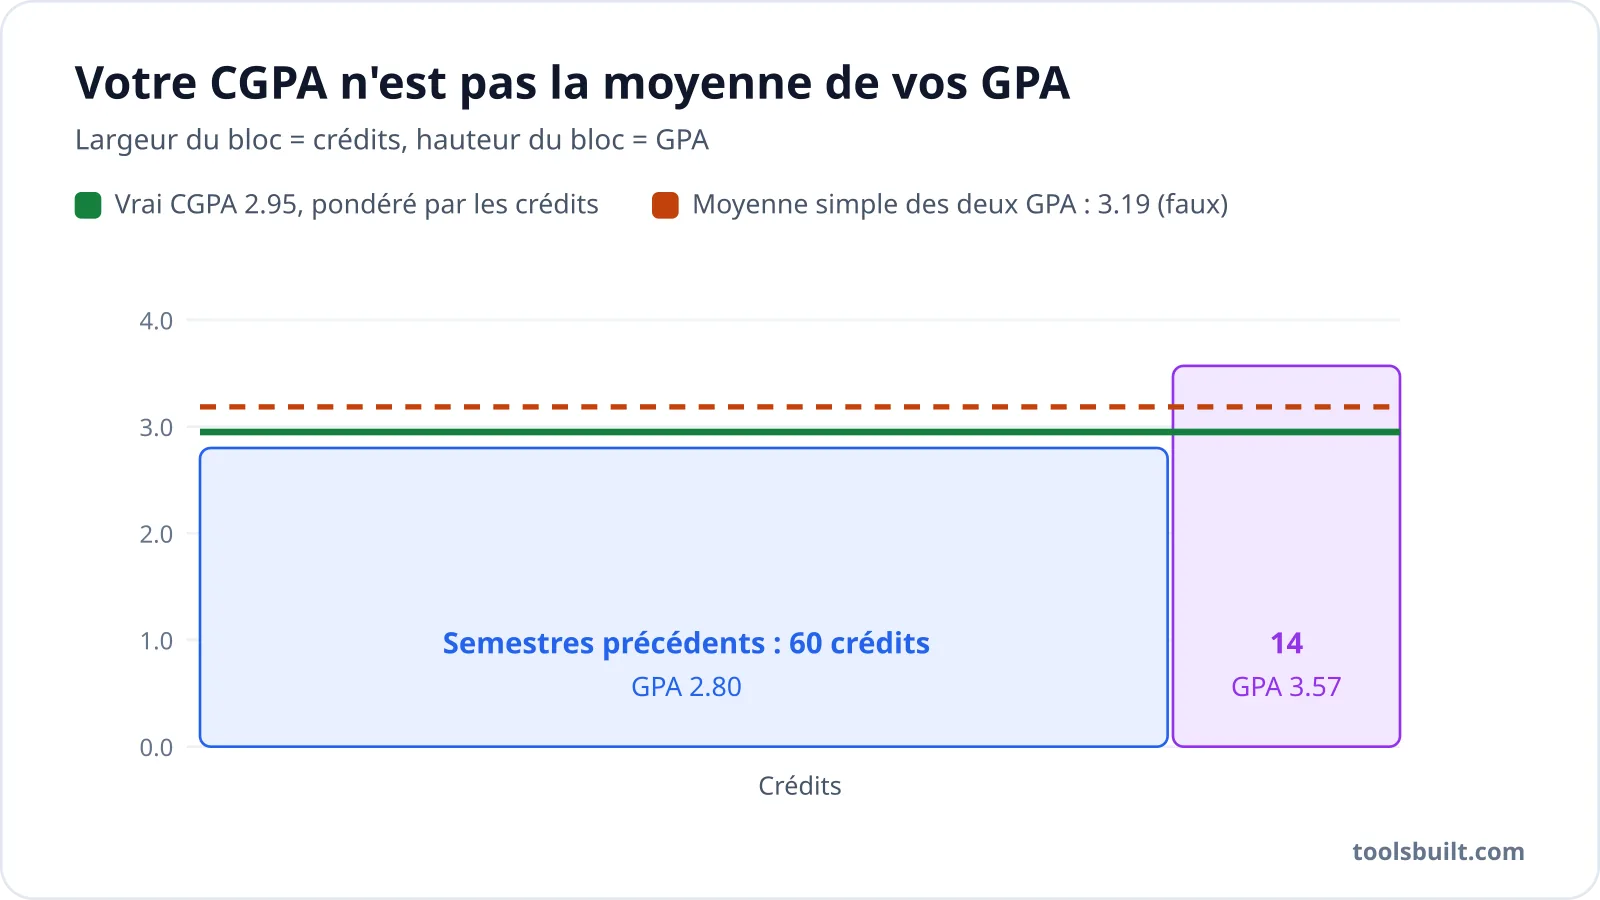 Votre CGPA n'est pas la moyenne de vos GPA
Largeur du bloc = crédits, hauteur du bloc = GPA
Vrai CGPA 2.95, pondéré par les crédits
Moyenne simple des deux GPA : 3.19 (faux)
4.0
3.0
2.0
1.0
0.0
Semestres précédents : 60 crédits
GPA 2.80
14
GPA 3.57
Crédits
toolsbuilt.com